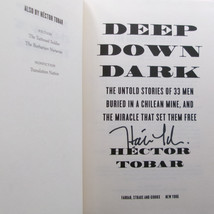 ALSO BY HÉCTOR TOBAR
FICTION
The Tattooed Soldier
The Barbarian Nurseries
NONFICTION
Translation Nation
DEEP
DOWN
DARK
THE UNTOLD STORIES OF 33 MEN
BURIED IN A CHILEAN MINE, AND
THE MIRACLE THAT SET THEM FREE
HÉCTOR
TOBAR
FARRAR, STRAUS AND GIROUX NEW YORK